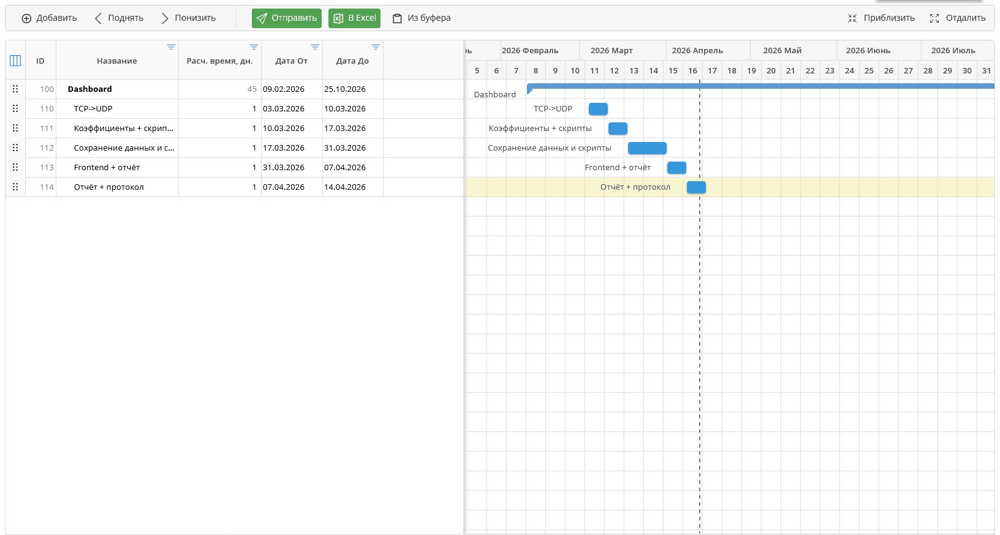 Добавить Поднять Понизить Отправить В Excel Из буфера Приблизить Отдалить
ID Название Расч. время, дн. Дата От Дата До
рь 2026 Февраль 2026 Март 2026 Апрель 2026 Май 2026 Июнь 2026 Июль
5 6 7 8 9 10 11 12 13 14 15 16 17 18 19 20 21 22 23 24 25 26 27 28 29 30 31
100 Dashboard 45 09.02.2026 25.10.2026 Dashboard
110 TCP->UDP 1 03.03.2026 10.03.2026 TCP->UDP
111 Коэффициенты + скрип... 1 10.03.2026 17.03.2026 Коэффициенты + скрипты
112 Сохранение данных и с... 1 17.03.2026 31.03.2026 Сохранение данных и скрипты
113 Frontend + отчёт 1 31.03.2026 07.04.2026 Frontend + отчёт
114 Отчёт + протокол 1 07.04.2026 14.04.2026 Отчёт + протокол